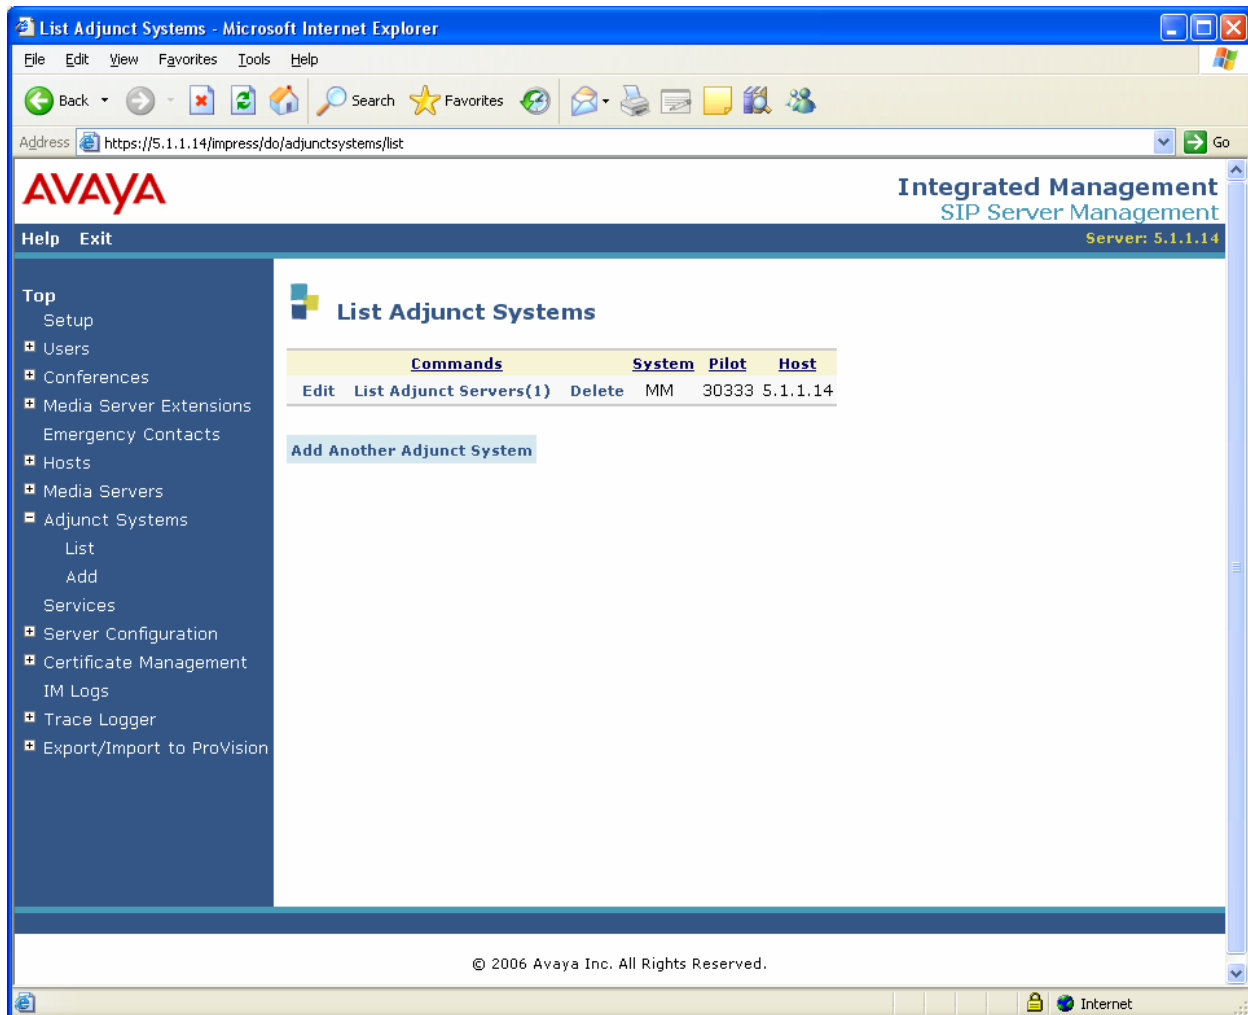 List Adjunct Systems - Microsoft Internet Explorer
File Edit View Favorites Tools Help
Back Search Favorites
Address https://5.1.1.14/impress/do/adjunctsystems/list Go
AVAYA
Integrated Management
SIP Server Management
Help Exit
Server: 5.1.1.14
Top
Setup
Users
Conferences
Media Server Extensions
Emergency Contacts
Hosts
Media Servers
Adjunct Systems
List
Add
Services
Server Configuration
Certificate Management
IM Logs
Trace Logger
Export/Import to ProVision
List Adjunct Systems
Commands System Pilot Host
Edit List Adjunct Servers(1) Delete MM 30333 5.1.1.14
Add Another Adjunct System
© 2006 Avaya Inc. All Rights Reserved.
Internet